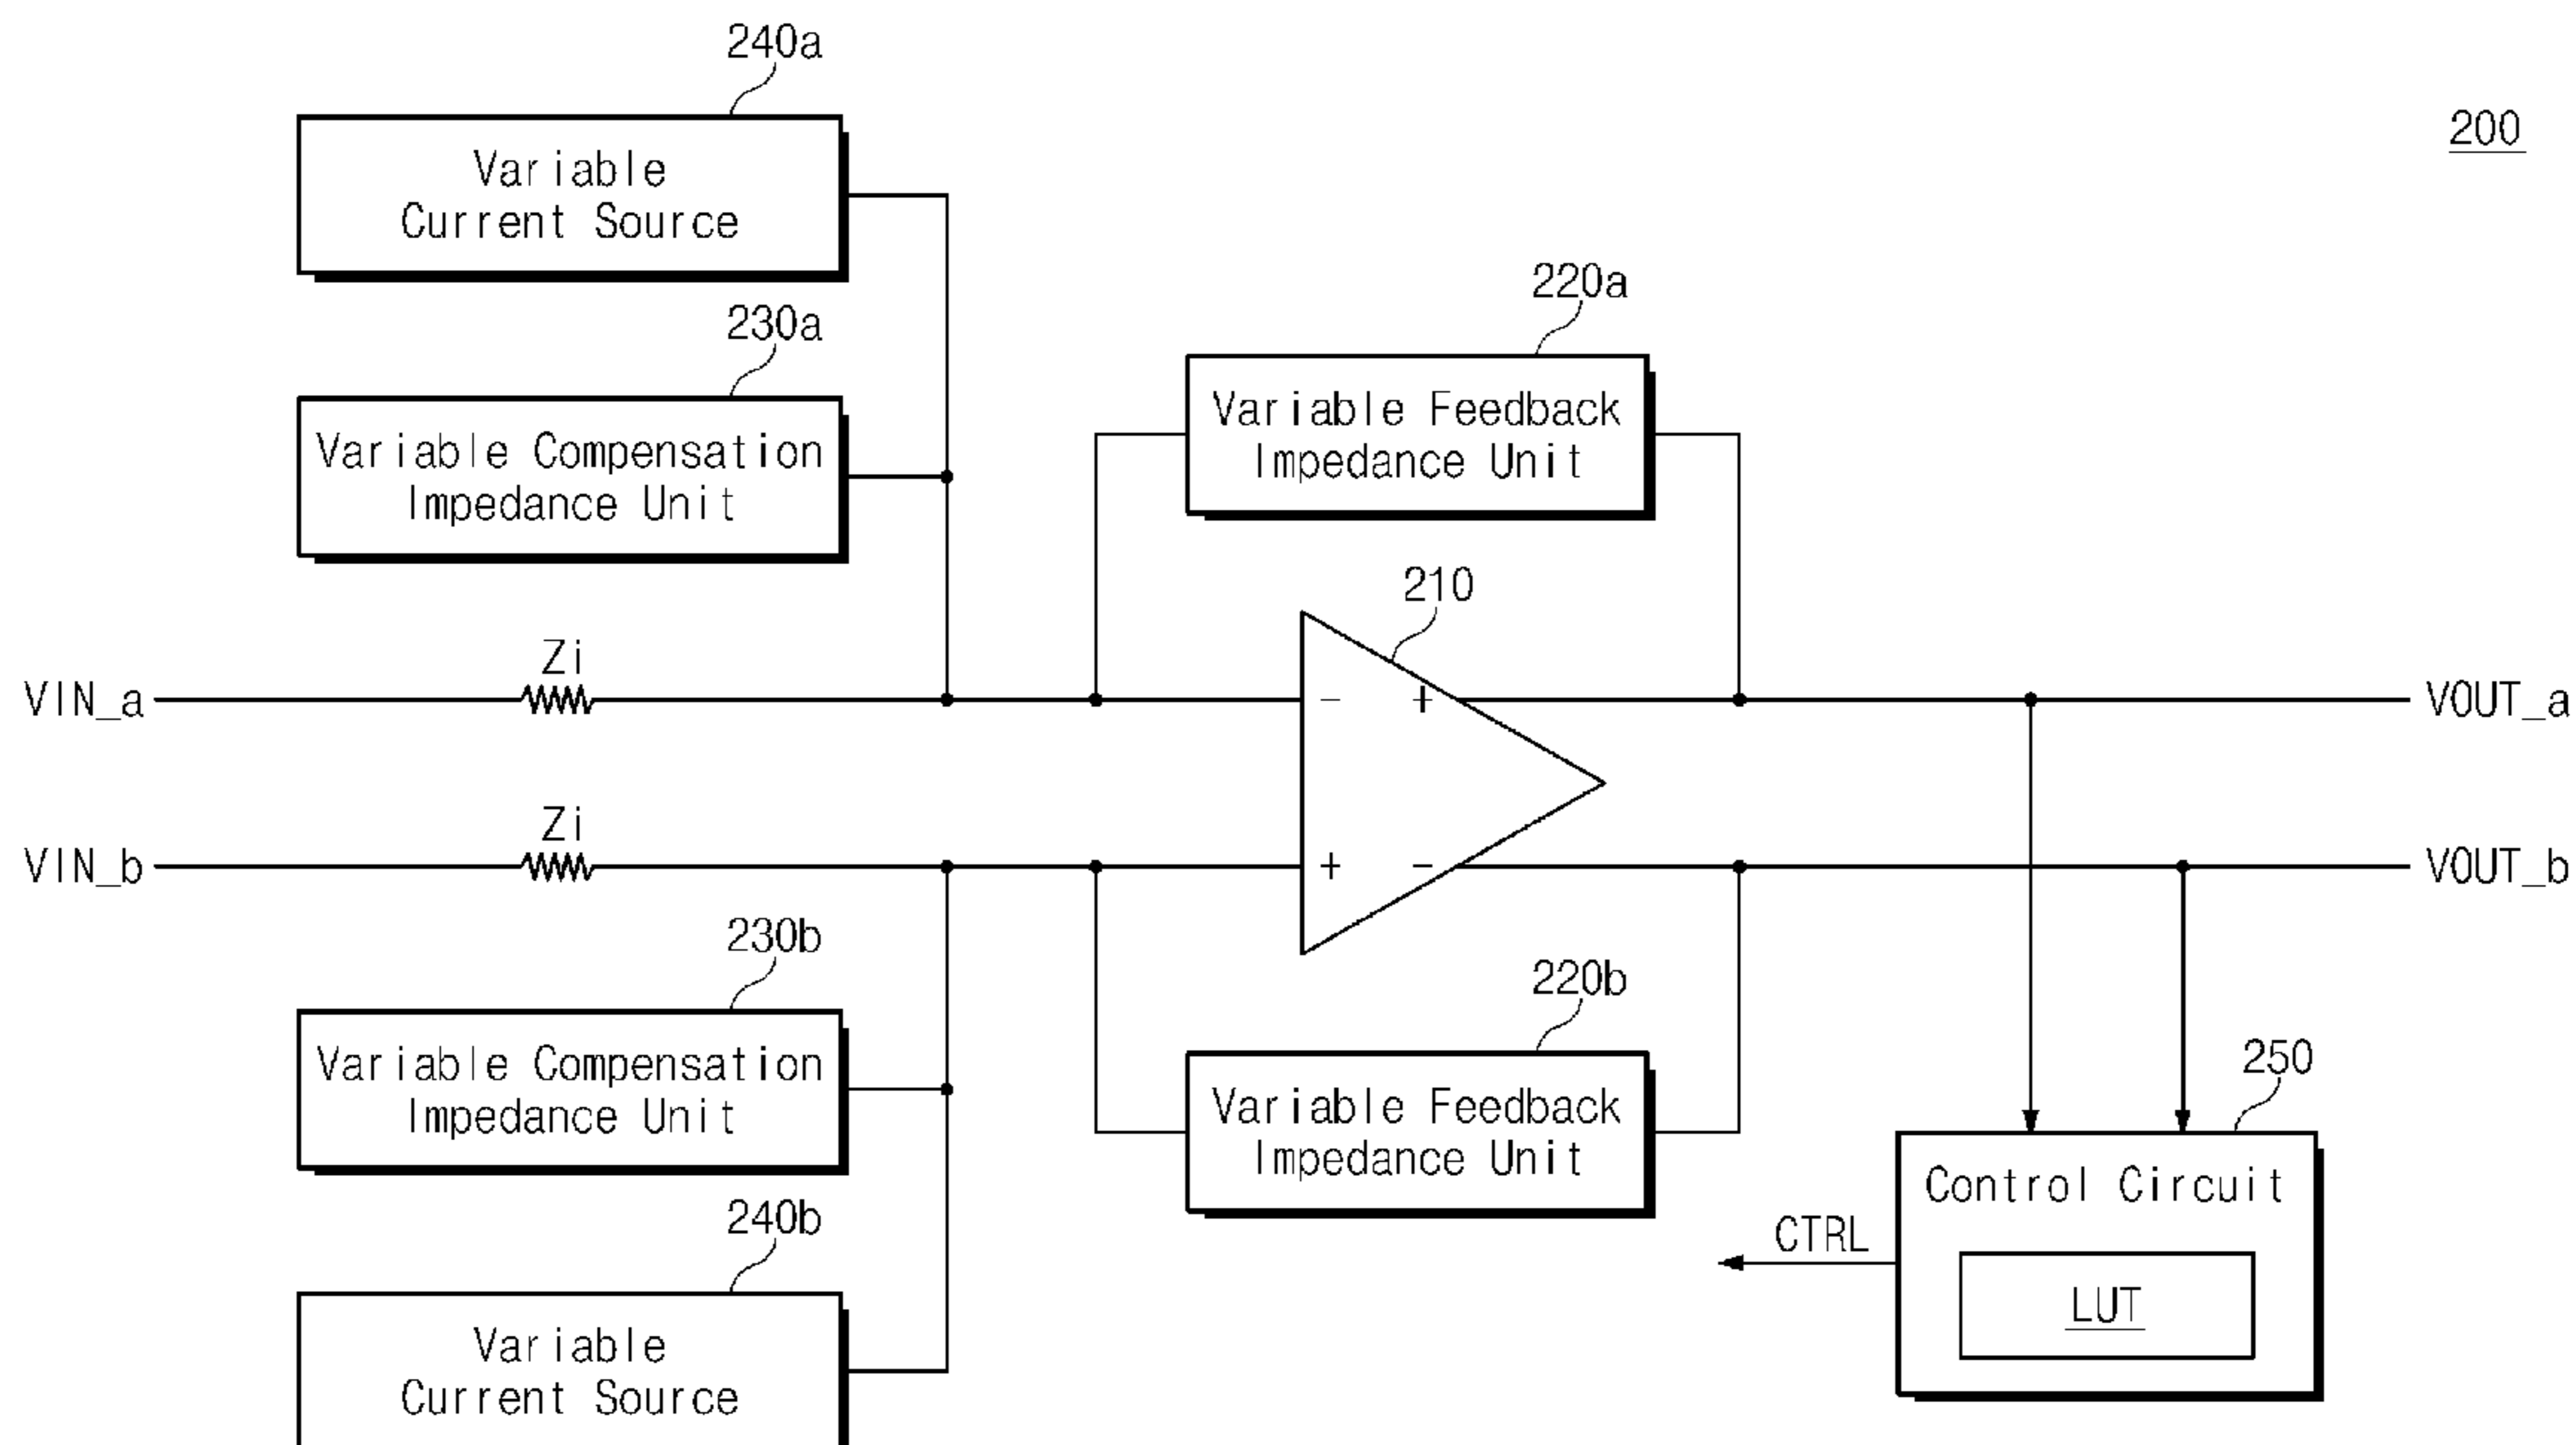 240a
200
Variable
Current Source
220a
230a
Variable Feedback
Impedance Unit
Variable Compensation
Impedance Unit
210
Zi
VIN_a
- +
VOUT_a
Zi
VIN_b
+ -
VOUT_b
230b
220b
Variable Compensation
Impedance Unit
Variable Feedback
Impedance Unit
250
Control Circuit
CTRL
LUT
240b
Variable
Current Source